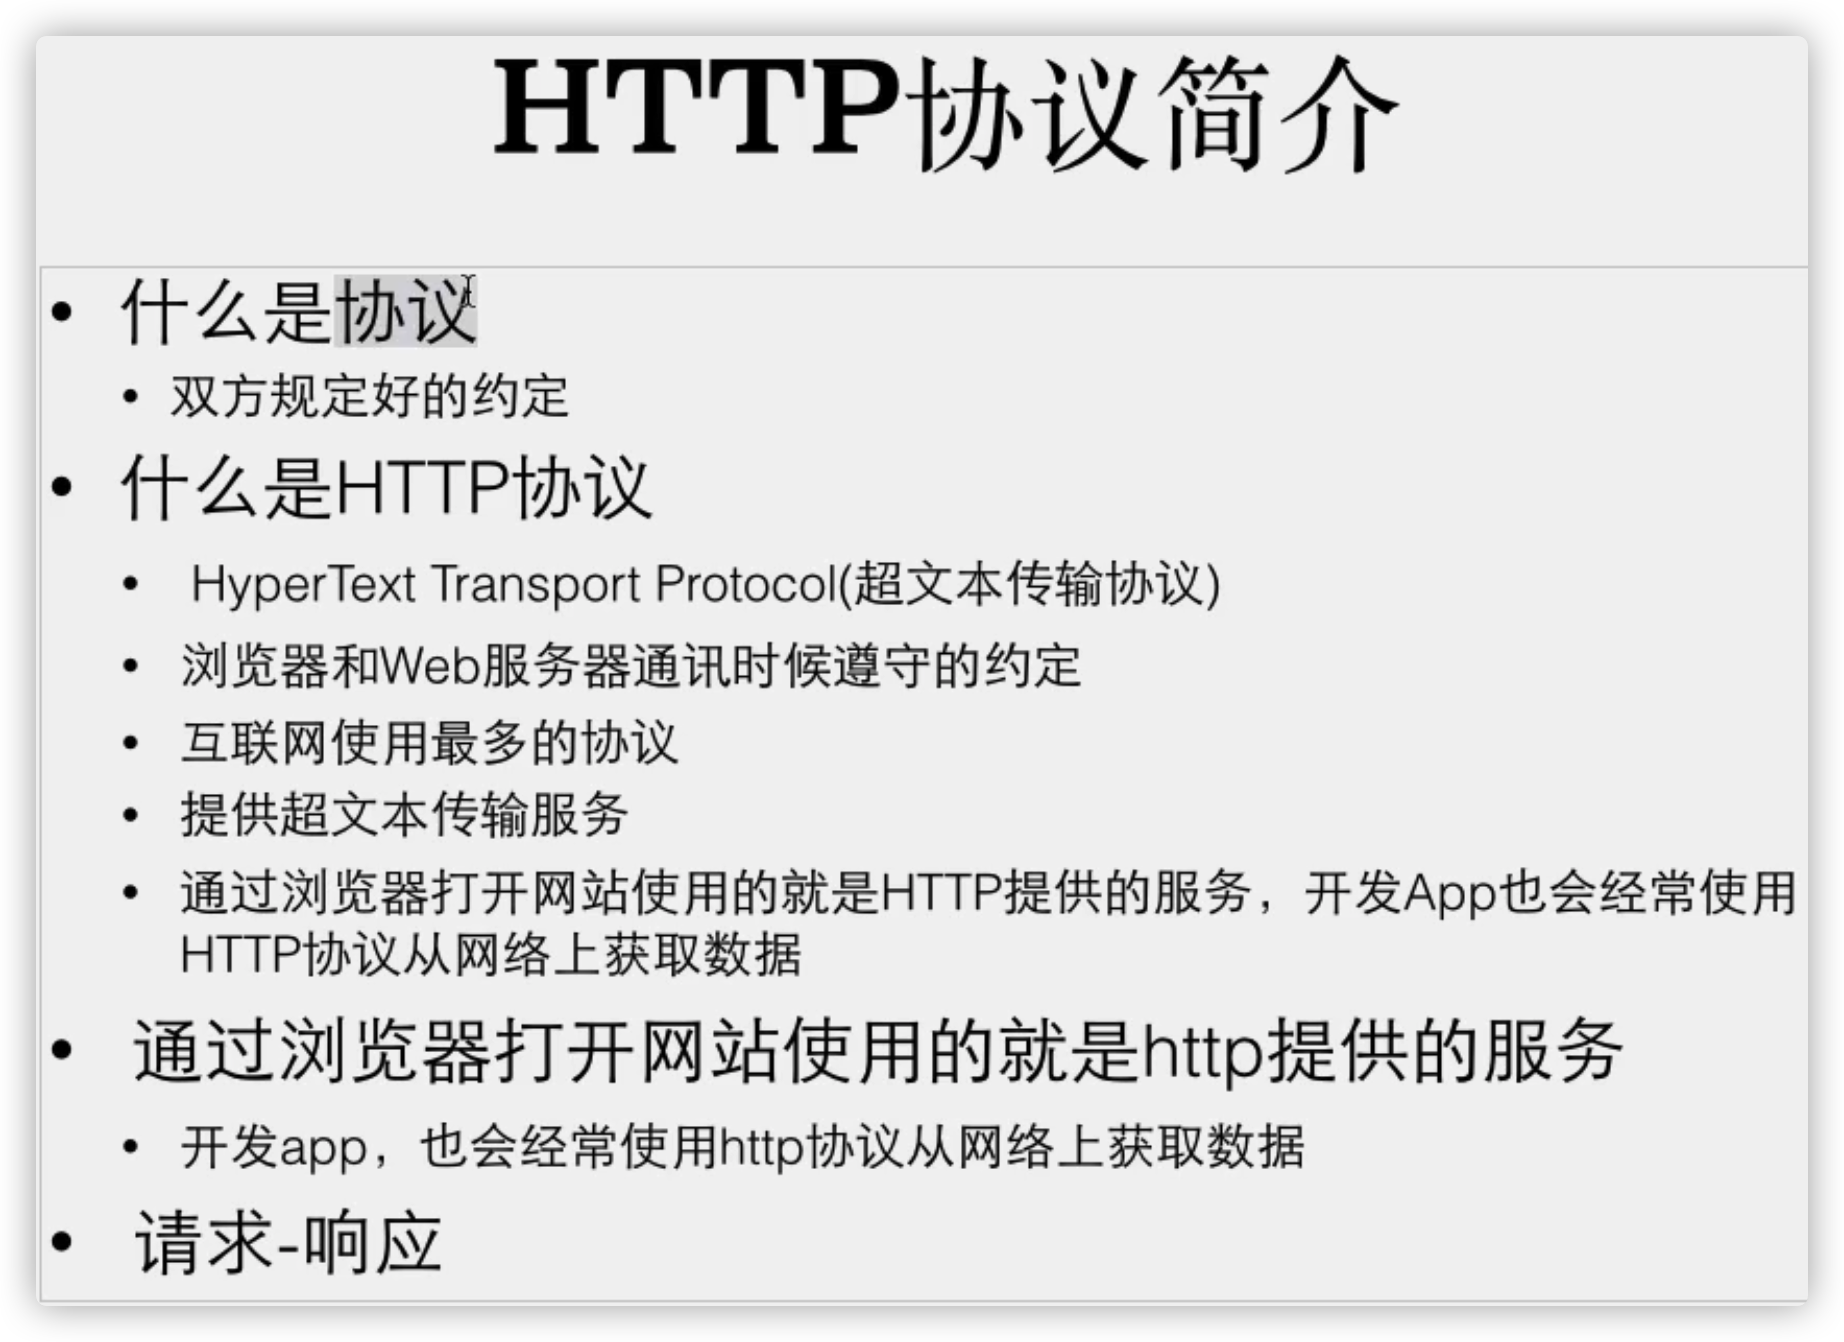 HTTP协议简介
• 什么是协议
• 双方规定好的约定
• 什么是HTTP协议
• HyperText Transport Protocol(超文本传输协议)
• 浏览器和Web服务器通讯时候遵守的约定
• 互联网使用最多的协议
• 提供超文本传输服务
• 通过浏览器打开网站使用的就是HTTP提供的服务，开发App也会经常使用
HTTP协议从网络上获取数据
• 通过浏览器打开网站使用的就是http提供的服务
• 开发app，也会经常使用http协议从网络上获取数据
• 请求-响应